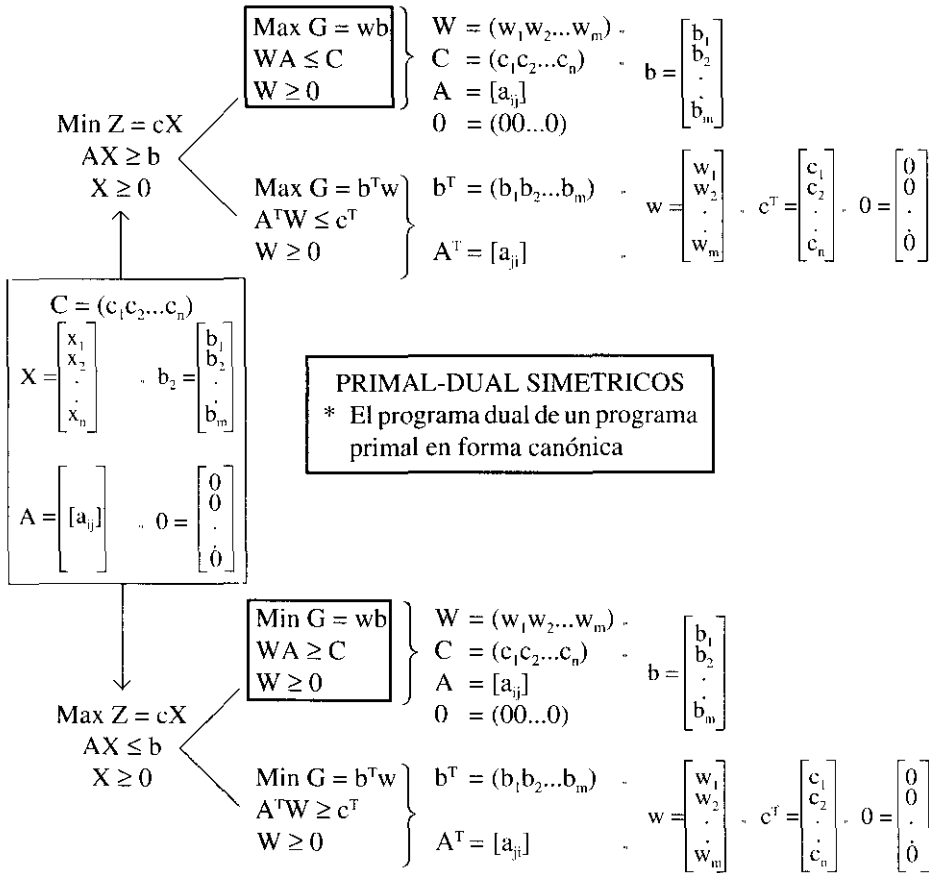 Max G = wb
WA ≤ C
W ≥ 0
W = (w₁w₂...wₘ)
C = (c₁c₂...cₙ)
A = [aᵢⱼ]
0 = (00...0)
b = [b₁ b₂ . . bₘ]
Min Z = cX
AX ≥ b
X ≥ 0
Max G = bᵀw
AᵀW ≤ cᵀ
W ≥ 0
bᵀ = (b₁b₂...bₘ)
Aᵀ = [aⱼᵢ]
w = [w₁ w₂ . . wₘ]
cᵀ = [c₁ c₂ . . cₙ]
0 = [0 0 . . 0]
C = (c₁c₂...cₙ)
X = [x₁ x₂ . . xₙ]
b₂ = [b₁ b₂ . . bₘ]
A = [[aᵢⱼ]]
0 = [0 0 . . 0]
PRIMAL-DUAL SIMETRICOS
* El programa dual de un programa
primal en forma canónica
Min G = wb
WA ≥ C
W ≥ 0
W = (w₁w₂...wₘ)
C = (c₁c₂...cₙ)
A = [aᵢⱼ]
0 = (00...0)
b = [b₁ b₂ . . bₘ]
Max Z = cX
AX ≤ b
X ≥ 0
Min G = bᵀw
AᵀW ≥ cᵀ
W ≥ 0
bᵀ = (b₁b₂...bₘ)
Aᵀ = [aⱼᵢ]
w = [w₁ w₂ . . wₘ]
cᵀ = [c₁ c₂ . . cₙ]
0 = [0 0 . . 0]